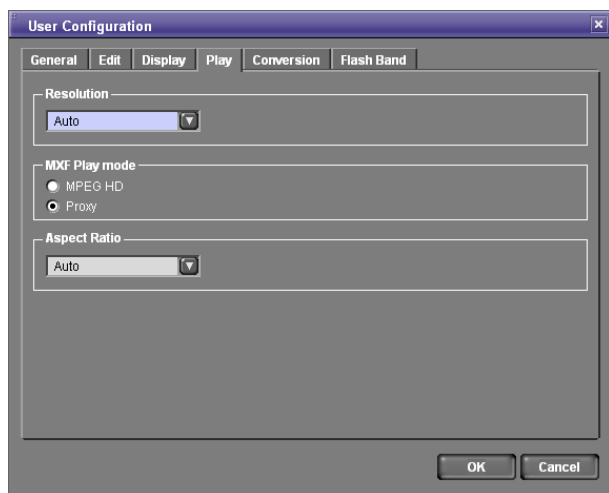 User Configuration
General Edit Display Play Conversion Flash Band
Resolution
Auto
MXF Play mode
MPEG HD
Proxy
Aspect Ratio
Auto
OK Cancel